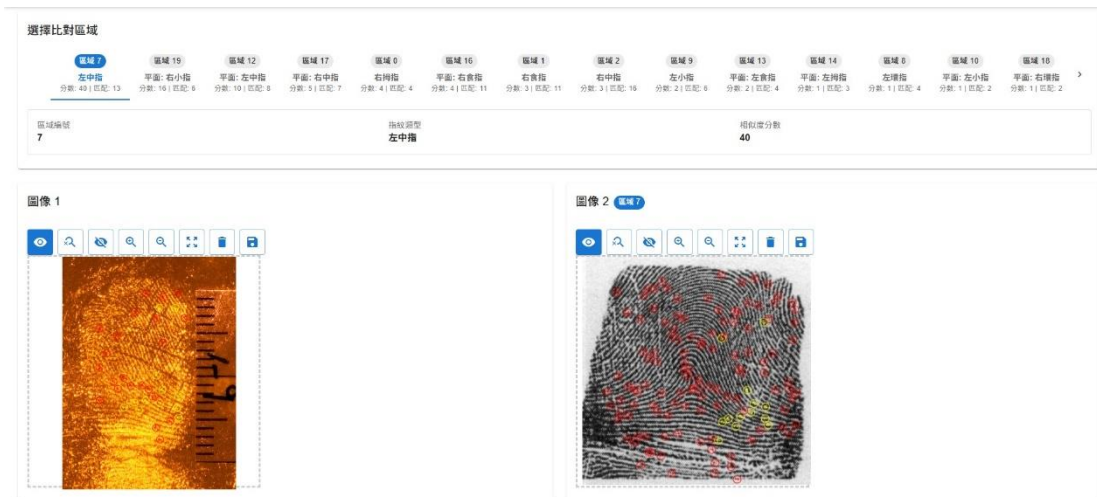 選擇比對區域
區域 7 區域 19 區域 12 區域 17 區域 0 區域 16 區域 1 區域 2 區域 9 區域 13 區域 14 區域 8 區域 10 區域 18
左中指 平面: 右小指 平面: 左中指 平面: 右中指 右拇指 平面: 右食指 右食指 右中指 左小指 平面: 左食指 平面: 左拇指 左環指 平面: 左小指 平面: 右環指
分數: 40 | 匹配: 13 分數: 16 | 匹配: 6 分數: 10 | 匹配: 8 分數: 5 | 匹配: 7 分數: 4 | 匹配: 4 分數: 4 | 匹配: 11 分數: 3 | 匹配: 11 分數: 3 | 匹配: 16 分數: 2 | 匹配: 6 分數: 2 | 匹配: 4 分數: 1 | 匹配: 3 分數: 1 | 匹配: 4 分數: 1 | 匹配: 2 分數: 1 | 匹配: 2
區域編號 指紋類型 相似度分數
7 左中指 40
圖像 1 圖像 2 區域 7